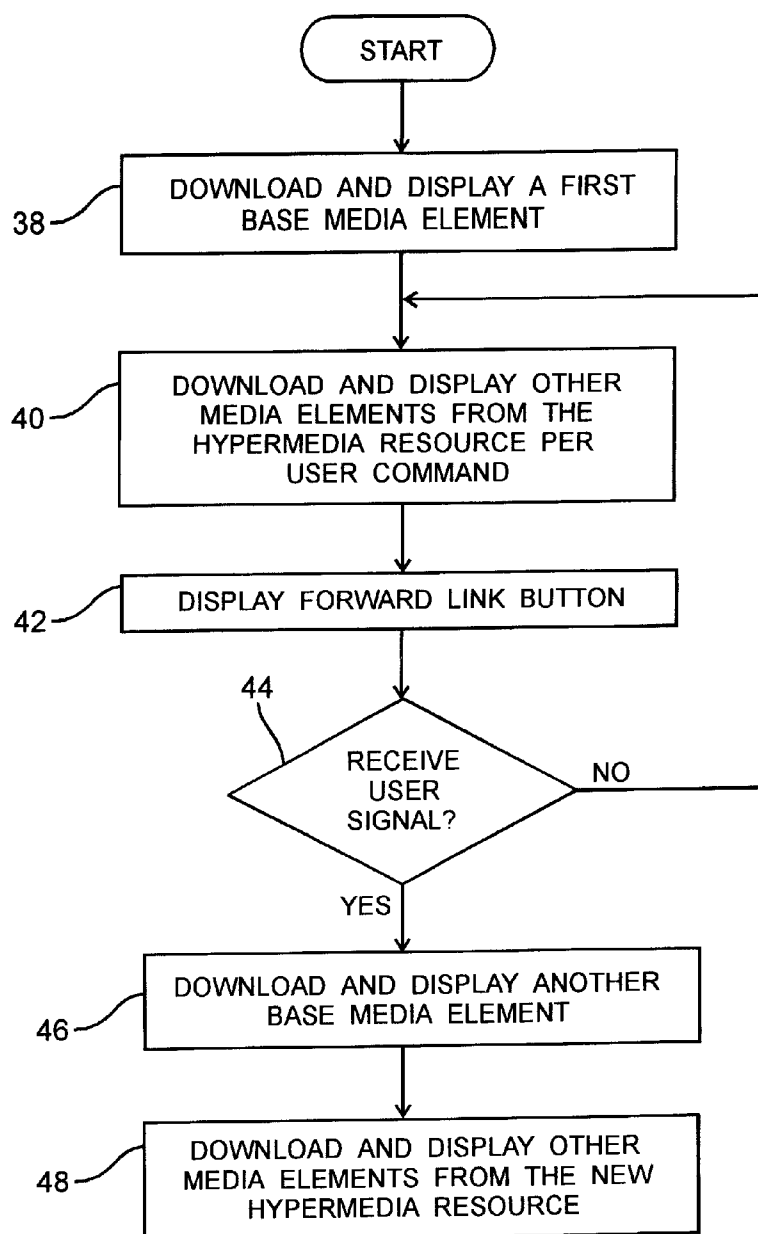 START
DOWNLOAD AND DISPLAY A FIRST
BASE MEDIA ELEMENT
38
DOWNLOAD AND DISPLAY OTHER
MEDIA ELEMENTS FROM THE
HYPERMEDIA RESOURCE PER
USER COMMAND
40
DISPLAY FORWARD LINK BUTTON
42
44
RECEIVE
USER
SIGNAL?
NO
YES
DOWNLOAD AND DISPLAY ANOTHER
BASE MEDIA ELEMENT
46
DOWNLOAD AND DISPLAY OTHER
MEDIA ELEMENTS FROM THE NEW
HYPERMEDIA RESOURCE
48